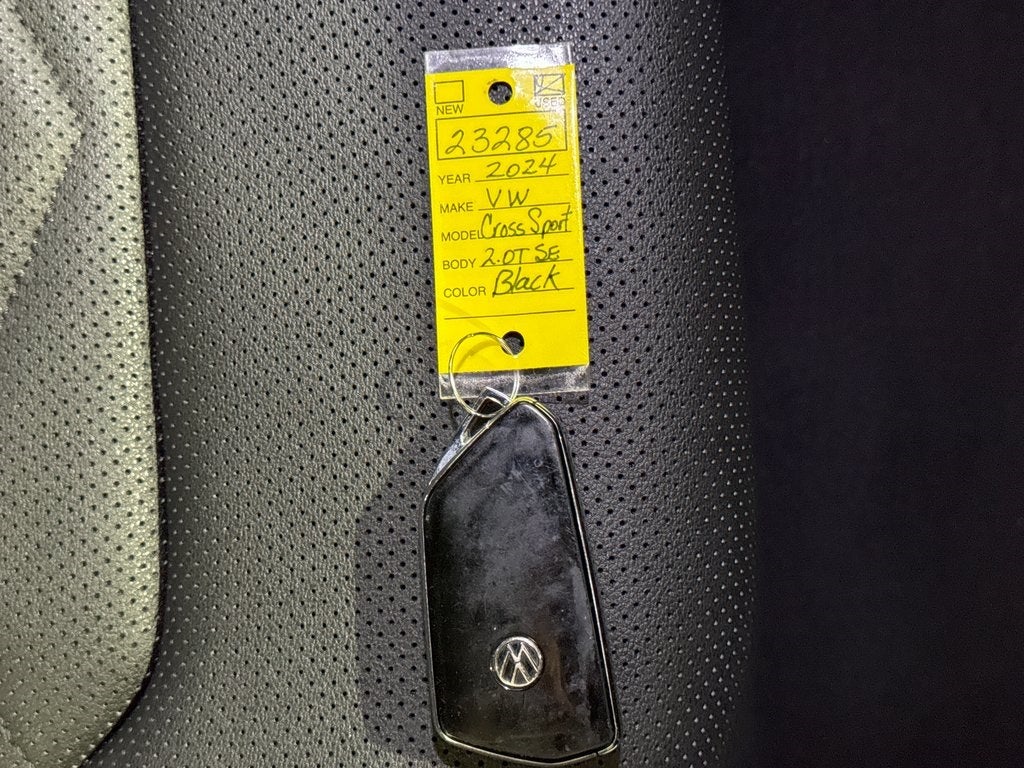 NEW USED
23285
YEAR 2024
MAKE VW
MODEL Cross Sport
BODY 2.0T SE
COLOR Black